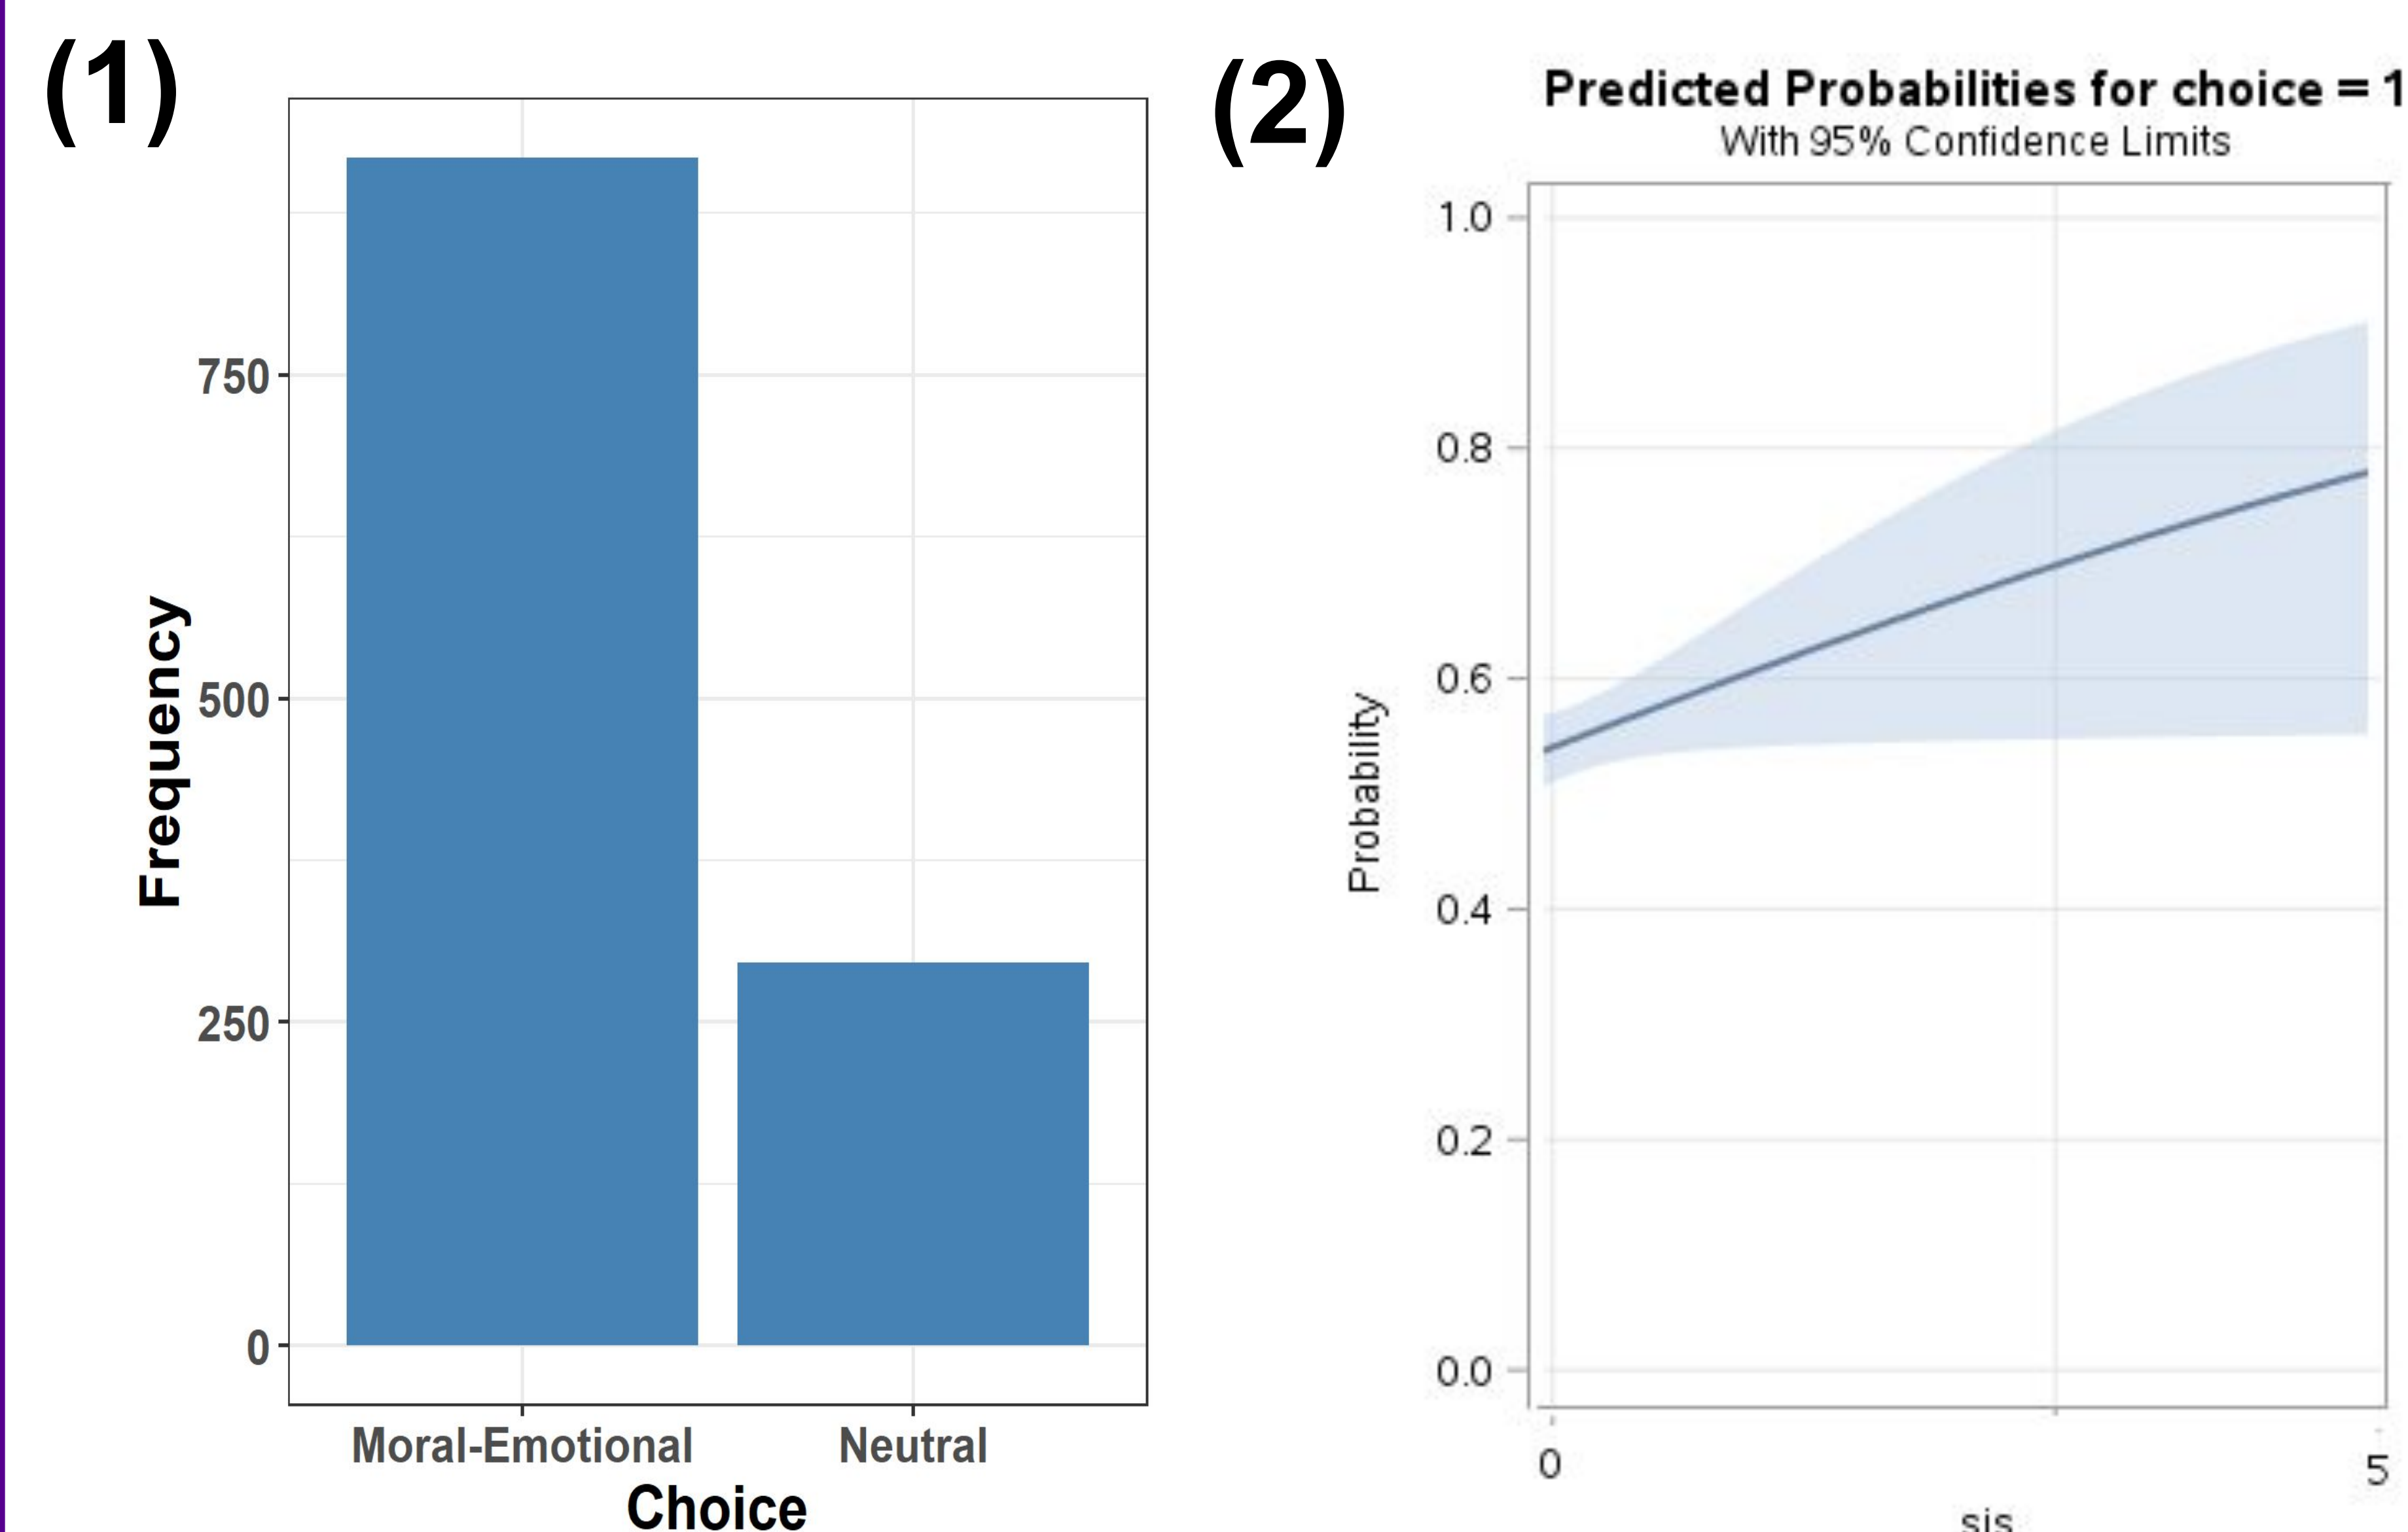 (1)
Frequency
750
500
250
0
Moral-Emotional Neutral
Choice
(2)
Predicted Probabilities for choice = 1
With 95% Confidence Limits
Probability
1.0
0.8
0.6
0.4
0.2
0.0
0 5
sis